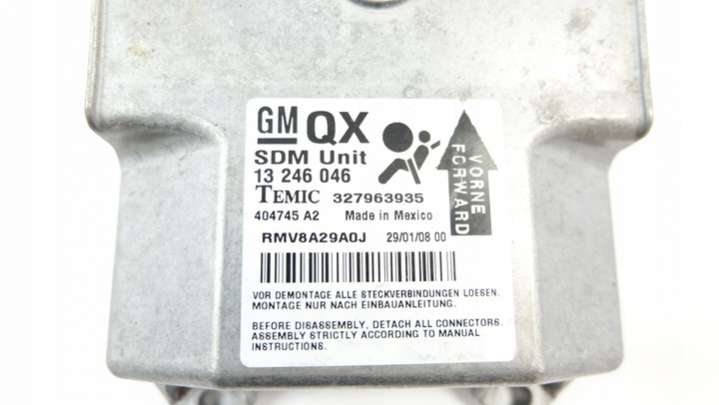 GM QX
SDM Unit
13 246 046
TEMIC 327963935
404745 A2 Made in Mexico
RMV8A29A0J 29/01/08 00
VORNE
FORWARD
VOR DEMONTAGE ALLE STECKVERBINDUNGEN LOESEN.
MONTAGE NUR NACH EINBAUANLEITUNG.
BEFORE DISASSEMBLY, DETACH ALL CONNECTORS.
ASSEMBLY STRICTLY ACCORDING TO MANUAL
INSTRUCTIONS.